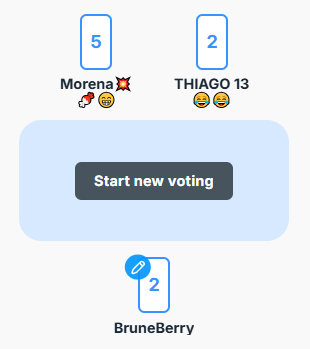 5
2
Morena💥
THIAGO 13
🍖😁
😂😂
Start new voting
2
BruneBerry